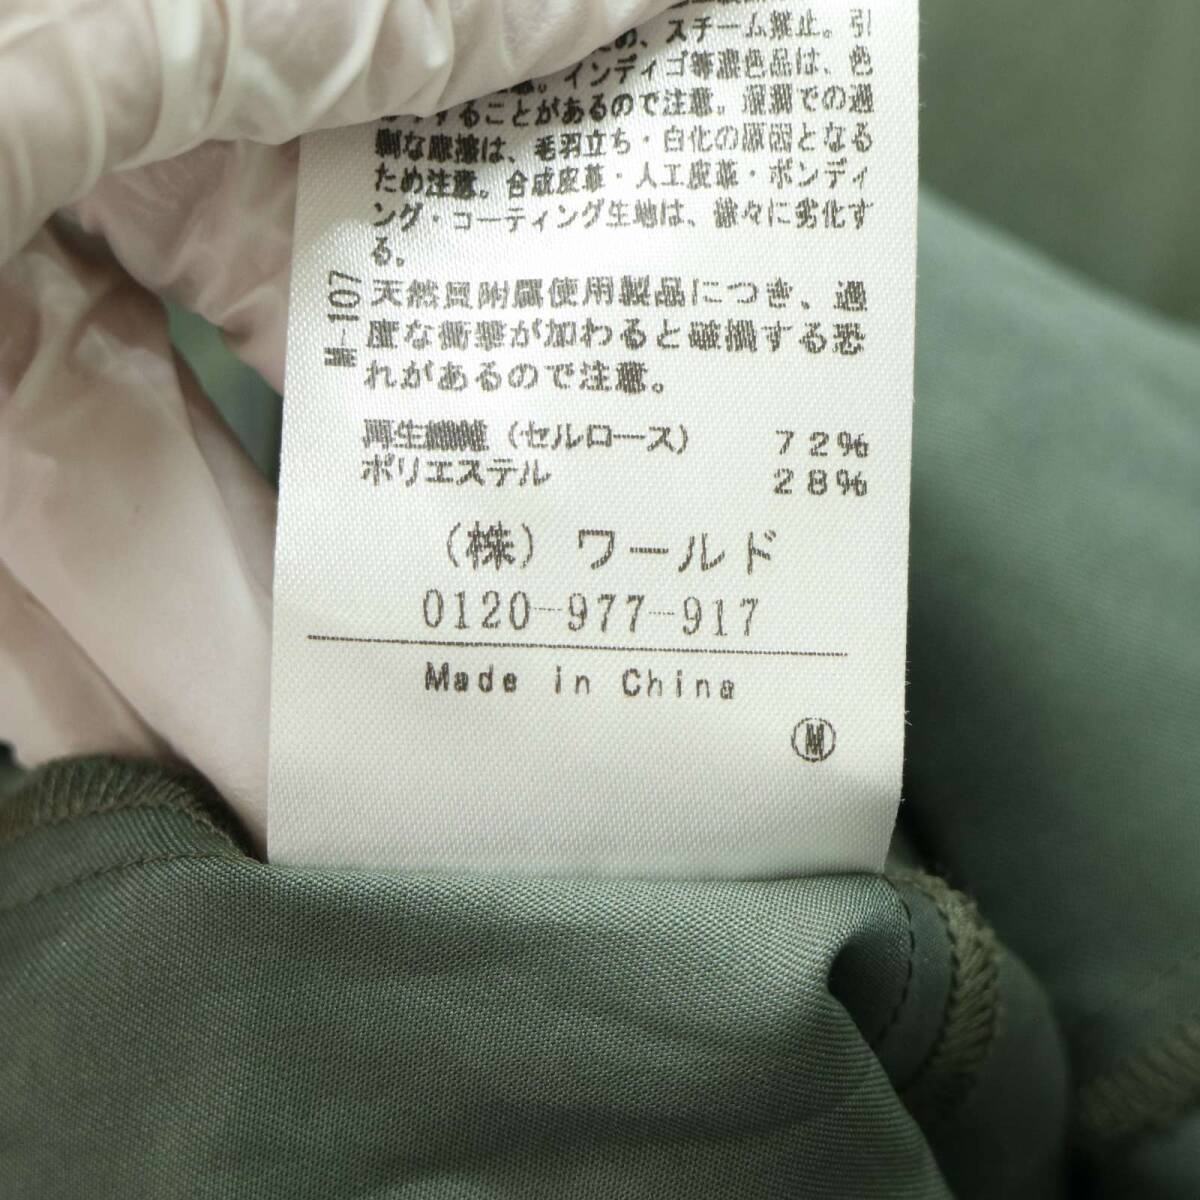 スチーム禁止。引
。インディゴ等濃色品は、色
することがあるので注意。湿潤での過
剰な摩擦は、毛羽立ち・白化の原因となる
ため注意。合成皮革・人工皮革・ボンディ
ング・コーティング生地は、徐々に劣化す
る。
M-107
天然貝附属使用製品につき、過
度な衝撃が加わると破損する恐
れがあるので注意。
再生繊維(セルロース) 72%
ポリエステル 28%
(株)ワールド
0120-977-917
Made in China
Ⓜ